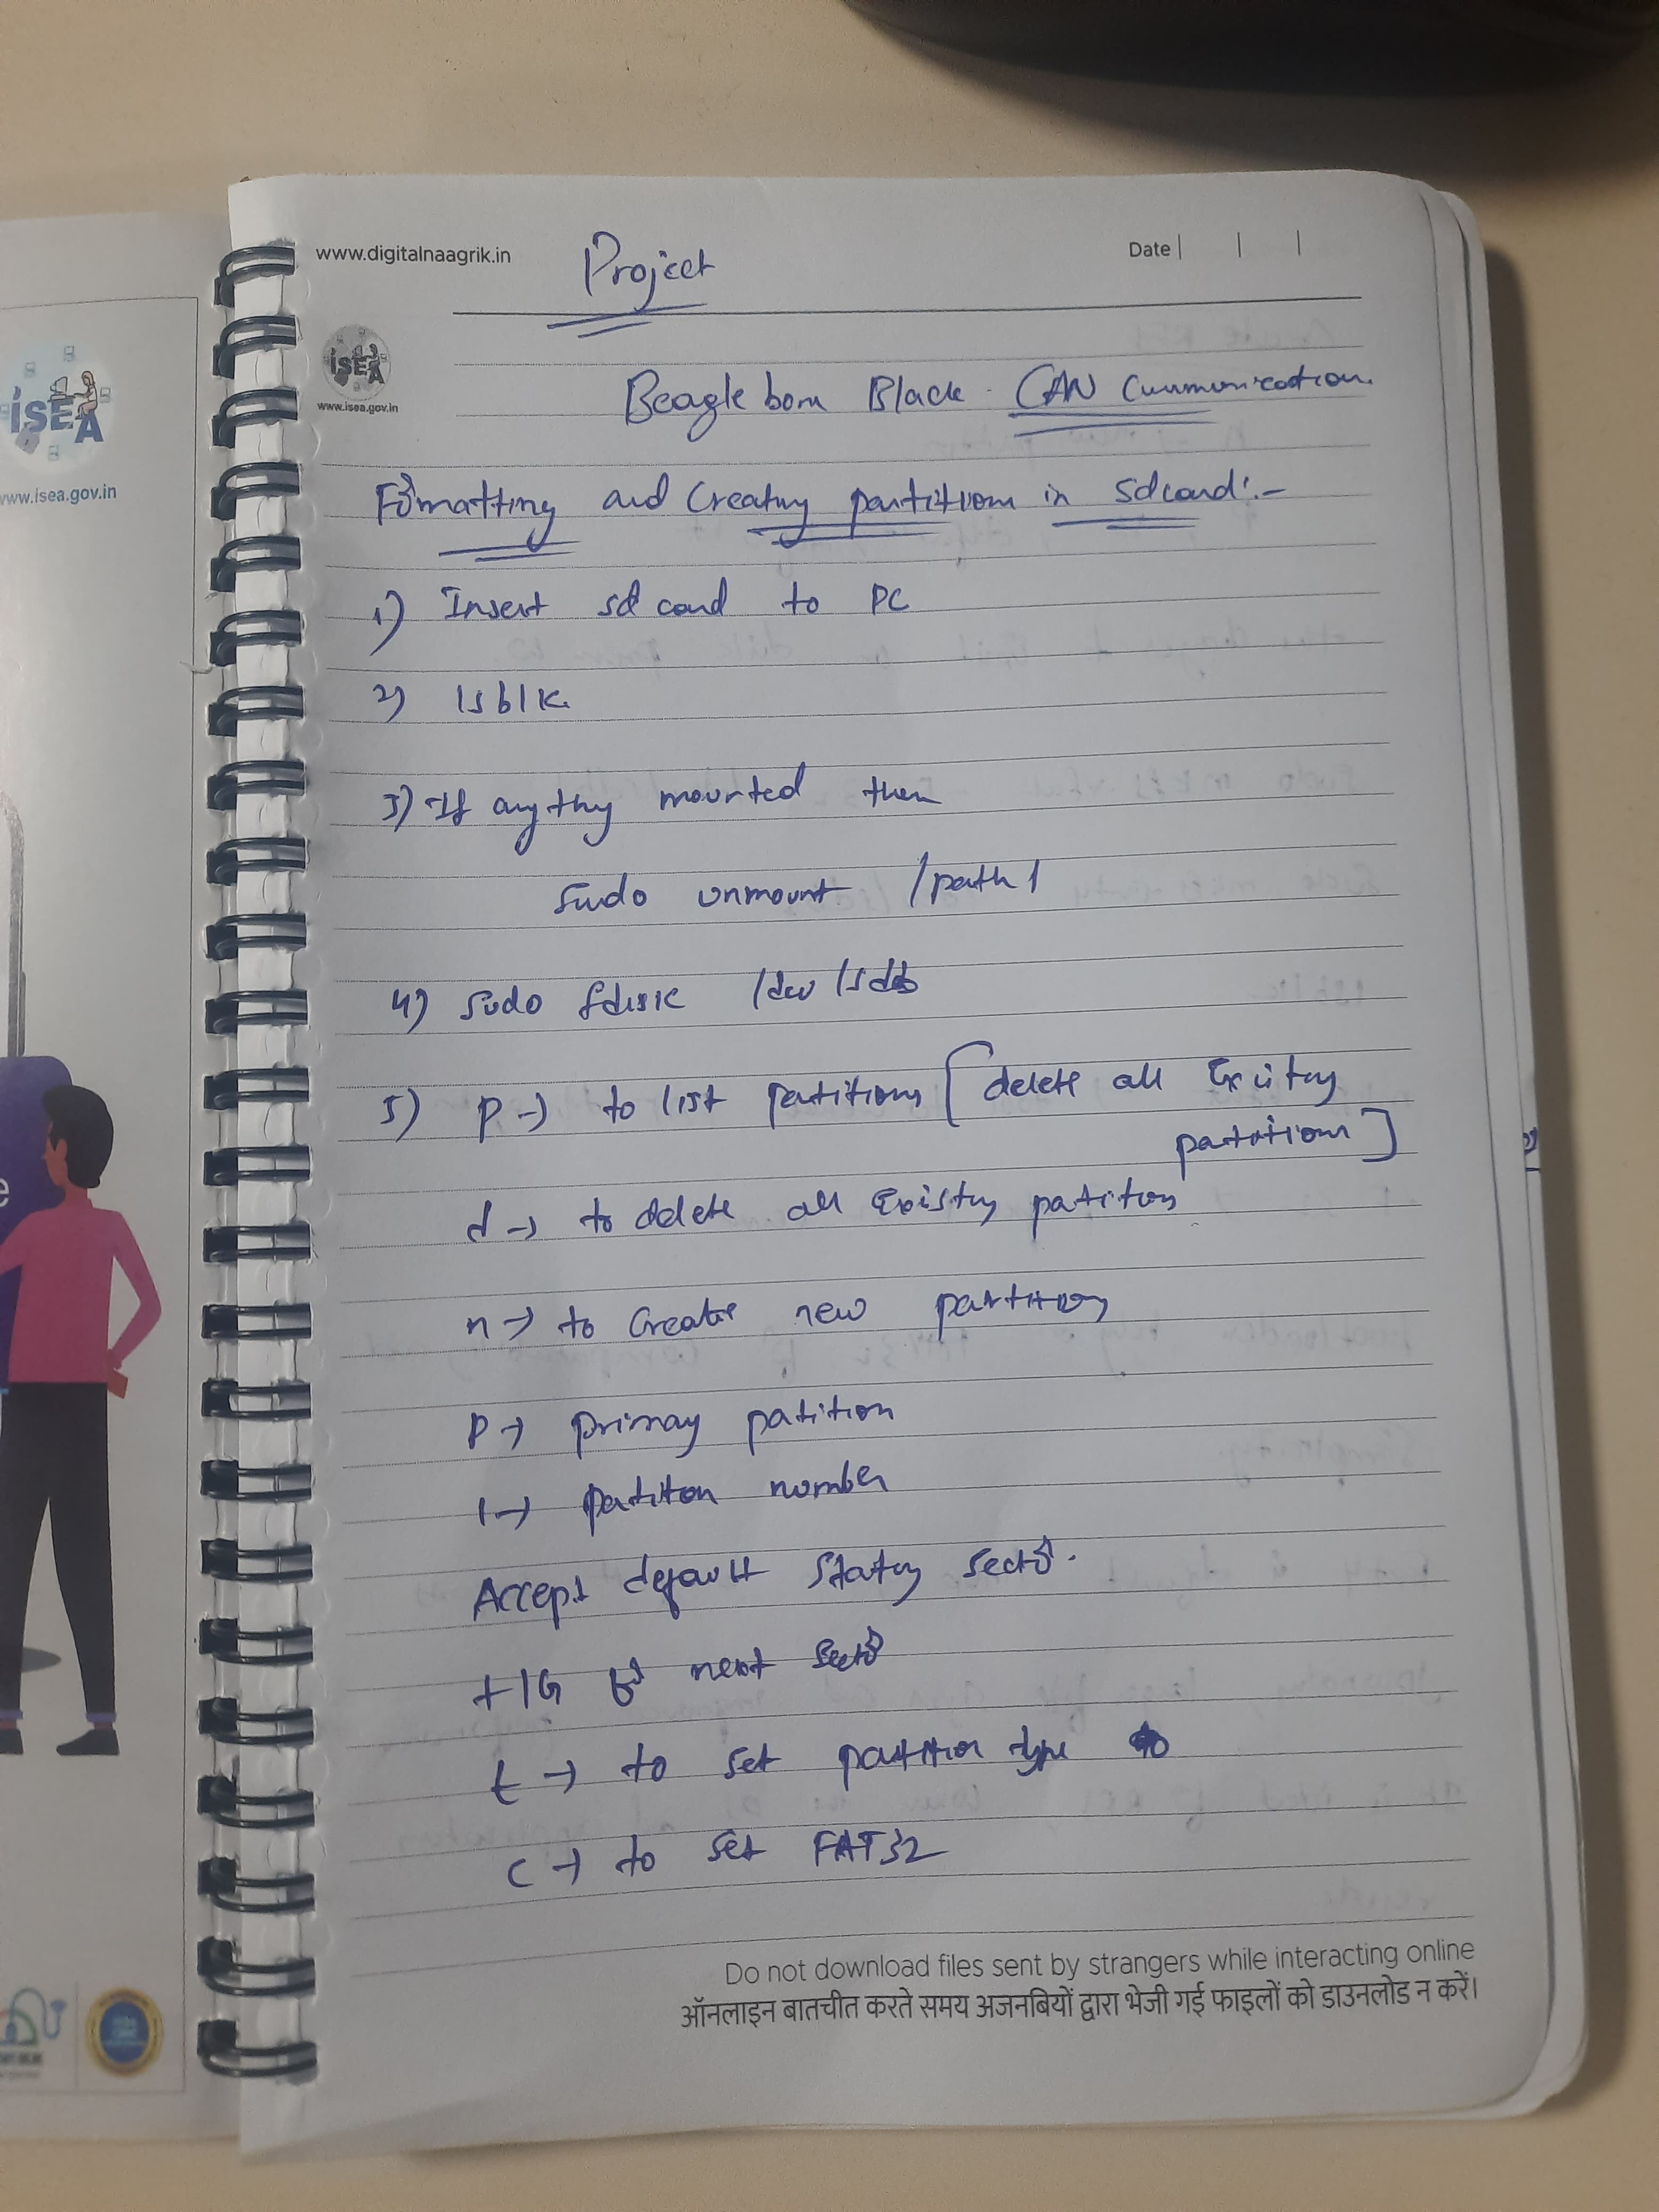 www.digitalnaagrik.in
Project
Date
ISEA
www.isea.gov.in
Beagle bone Black - CAN Communication.
Formatting and Creating partitions in sdcard :-
1) Insert sd card to PC
2) lsblk
3) If anything mounted then
sudo unmount /path/
4) sudo fdisk /dev/sdb
5) p → to list partitions [delete all Existing
partitions]
d → to delete all Existing partitions
n → to create new partition
p → primary patition
1 → partition number
Accept default starting sector.
+1G for next sector
t → to set partition type
c → to set FAT32
Do not download files sent by strangers while interacting online
ऑनलाइन बातचीत करते समय अजनबियों द्वारा भेजी गई फाइलों को डाउनलोड न करें।
ISEA
www.isea.gov.in